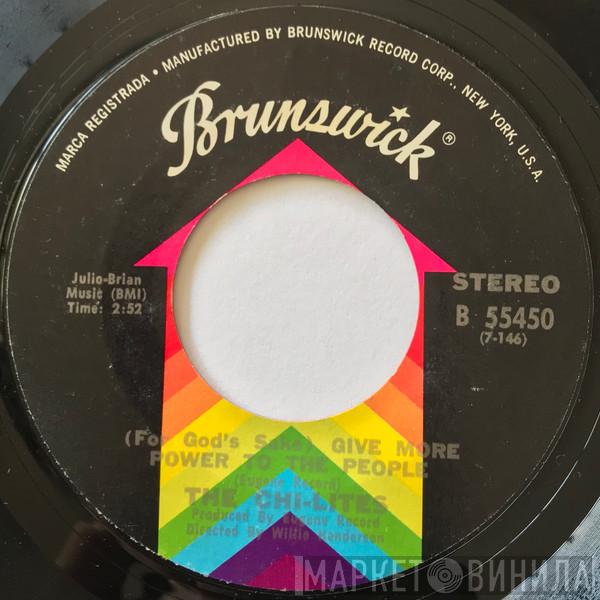 MARCA REGISTRADA • MANUFACTURED BY BRUNSWICK RECORD CORP., NEW YORK, U.S.A.
Brunswick®
Julio-Brian
Music (BMI)
Time: 2:52
STEREO
B 55450
(7-146)
(For God's Sake) GIVE MORE
POWER TO THE PEOPLE
(Eugene Record)
THE CHI-LITES
Produced By Eugene Record
Directed By Willie Henderson
МАРКЕТ ВИНИЛА